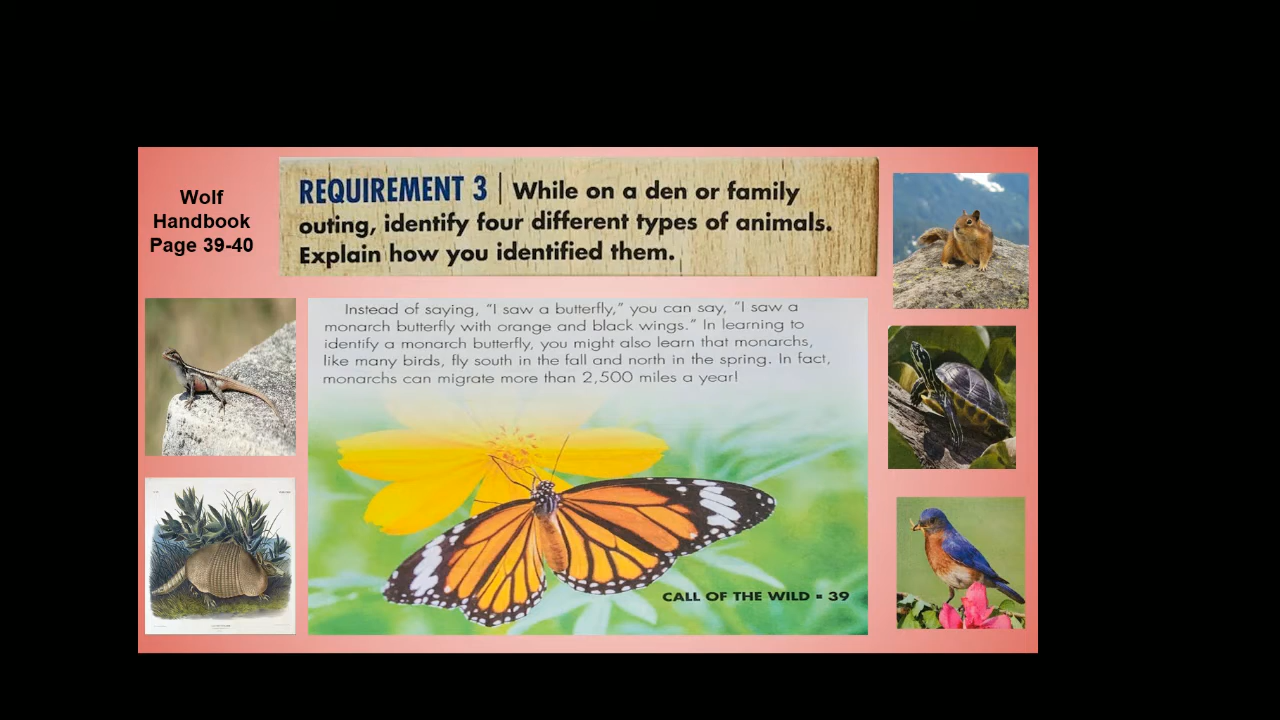 Wolf
Handbook
Page 39-40
REQUIREMENT 3 | While on a den or family
outing, identify four different types of animals.
Explain how you identified them.
Instead of saying, “I saw a butterfly,” you can say, “I saw a
monarch butterfly with orange and black wings.” In learning to
identify a monarch butterfly, you might also learn that monarchs,
like many birds, fly south in the fall and north in the spring. In fact,
monarchs can migrate more than 2,500 miles a year!
CALL OF THE WILD ▪ 39